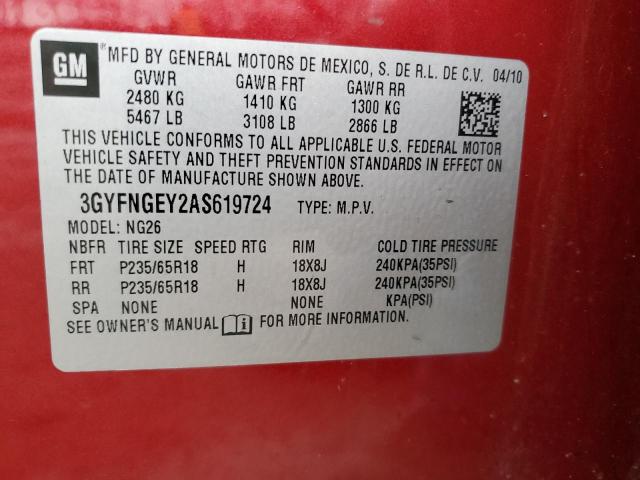 GM
MFD BY GENERAL MOTORS DE MEXICO, S. DE R.L. DE C.V. 04/10
GVWR GAWR FRT GAWR RR
2480 KG 1410 KG 1300 KG
5467 LB 3108 LB 2866 LB
THIS VEHICLE CONFORMS TO ALL APPLICABLE U.S. FEDERAL MOTOR
VEHICLE SAFETY AND THEFT PREVENTION STANDARDS IN EFFECT ON
THE DATE OF MANUFACTURE SHOWN ABOVE.
3GYFNGEY2AS619724 TYPE: M.P.V.
MODEL: NG26
NBFR TIRE SIZE SPEED RTG RIM COLD TIRE PRESSURE
FRT P235/65R18 H 18X8J 240KPA(35PSI)
RR P235/65R18 H 18X8J 240KPA(35PSI)
SPA NONE NONE KPA(PSI)
SEE OWNER'S MANUAL FOR MORE INFORMATION.